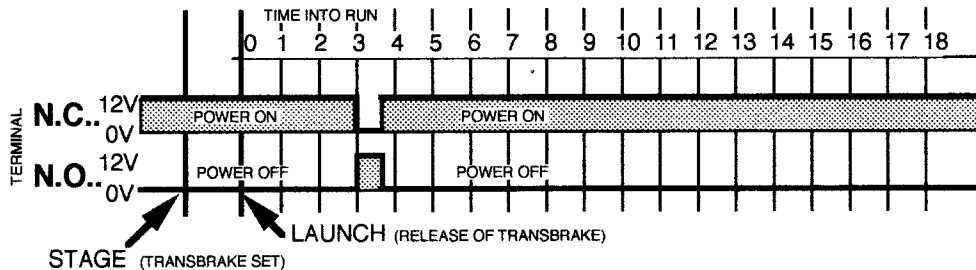 TIME INTO RUN
0 1 2 3 4 5 6 7 8 9 10 11 12 13 14 15 16 17 18
TERMINAL
N.C.. 12V POWER ON POWER ON
0V
N.O.. 12V POWER OFF POWER OFF
0V
LAUNCH (RELEASE OF TRANSBRAKE)
STAGE (TRANSBRAKE SET)